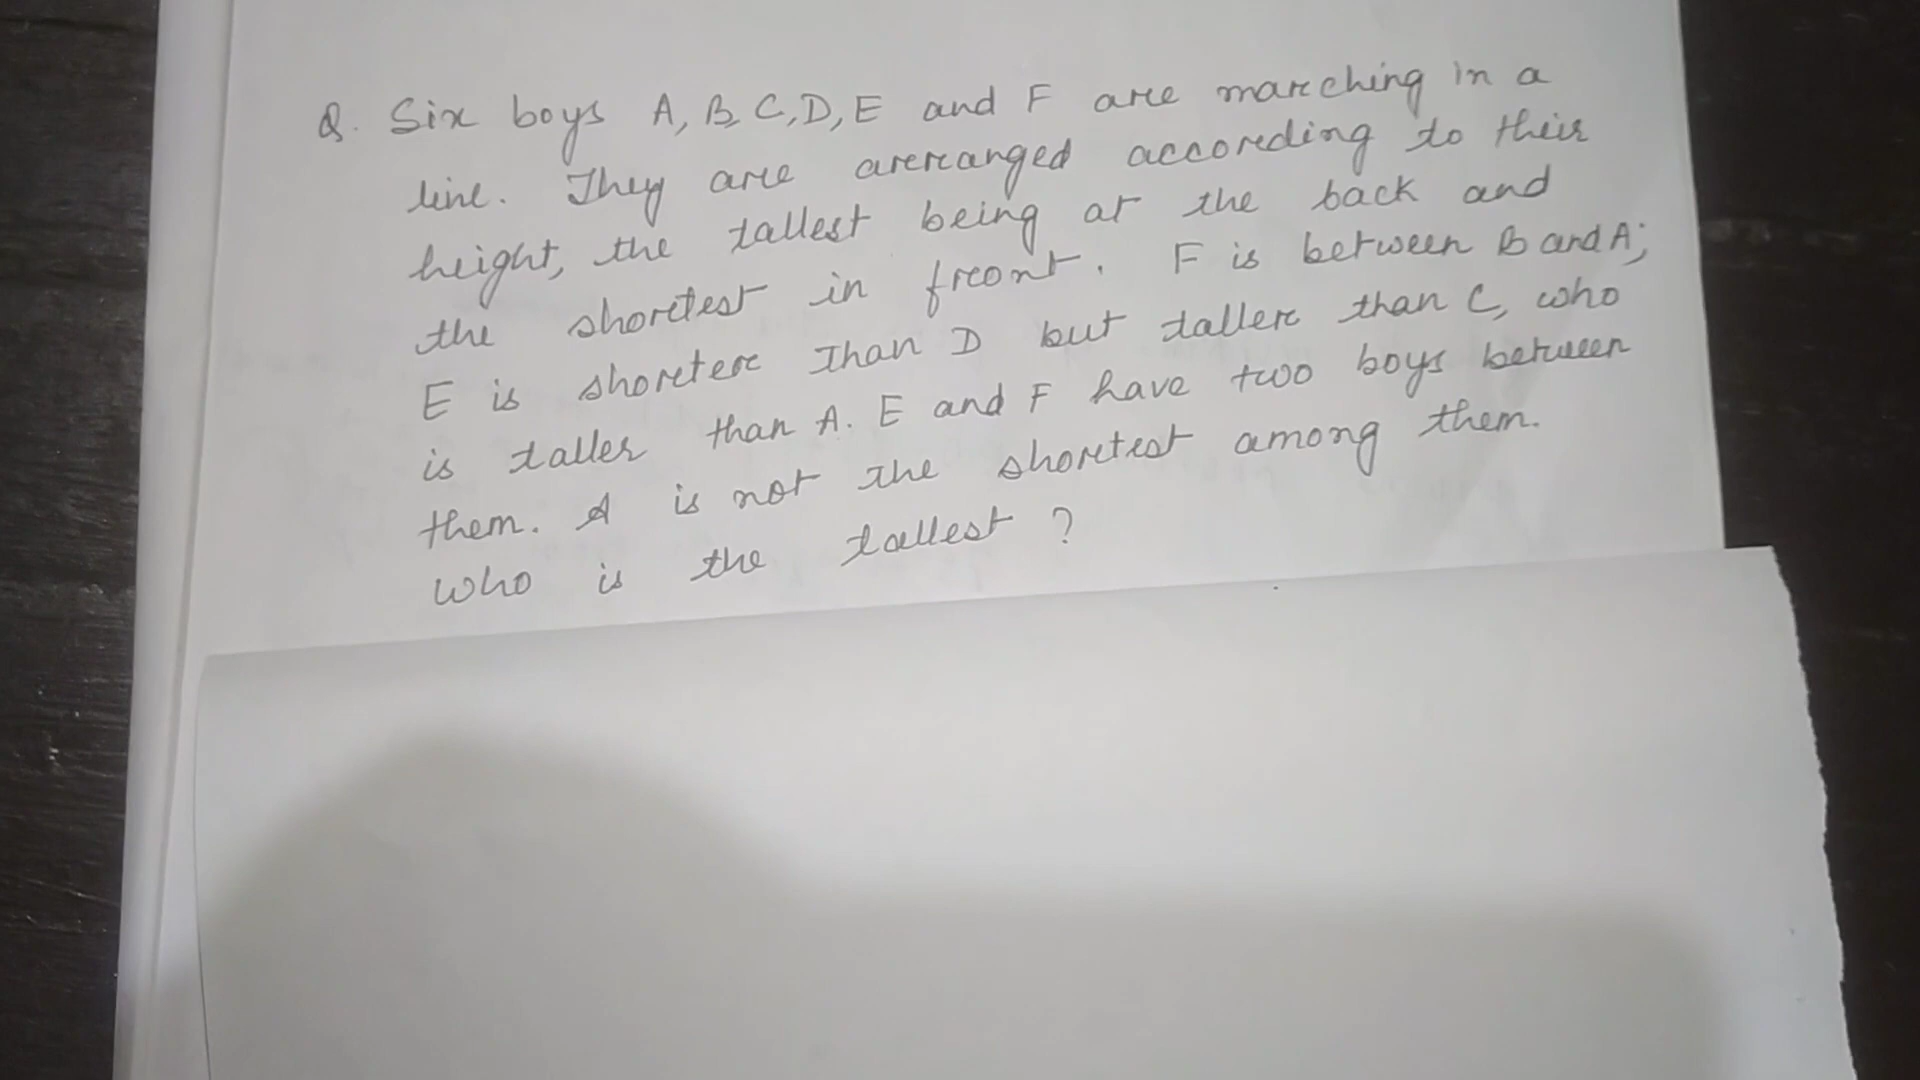 Q. Six boys A, B, C, D, E and F are marching in a
line. They are arranged according to their
height, the tallest being at the back and
the shortest in front. F is between B and A;
E is shorter Than D but taller than C, who
is taller than A. E and F have two boys between
them. A is not the shortest among them.
Who is the tallest ?